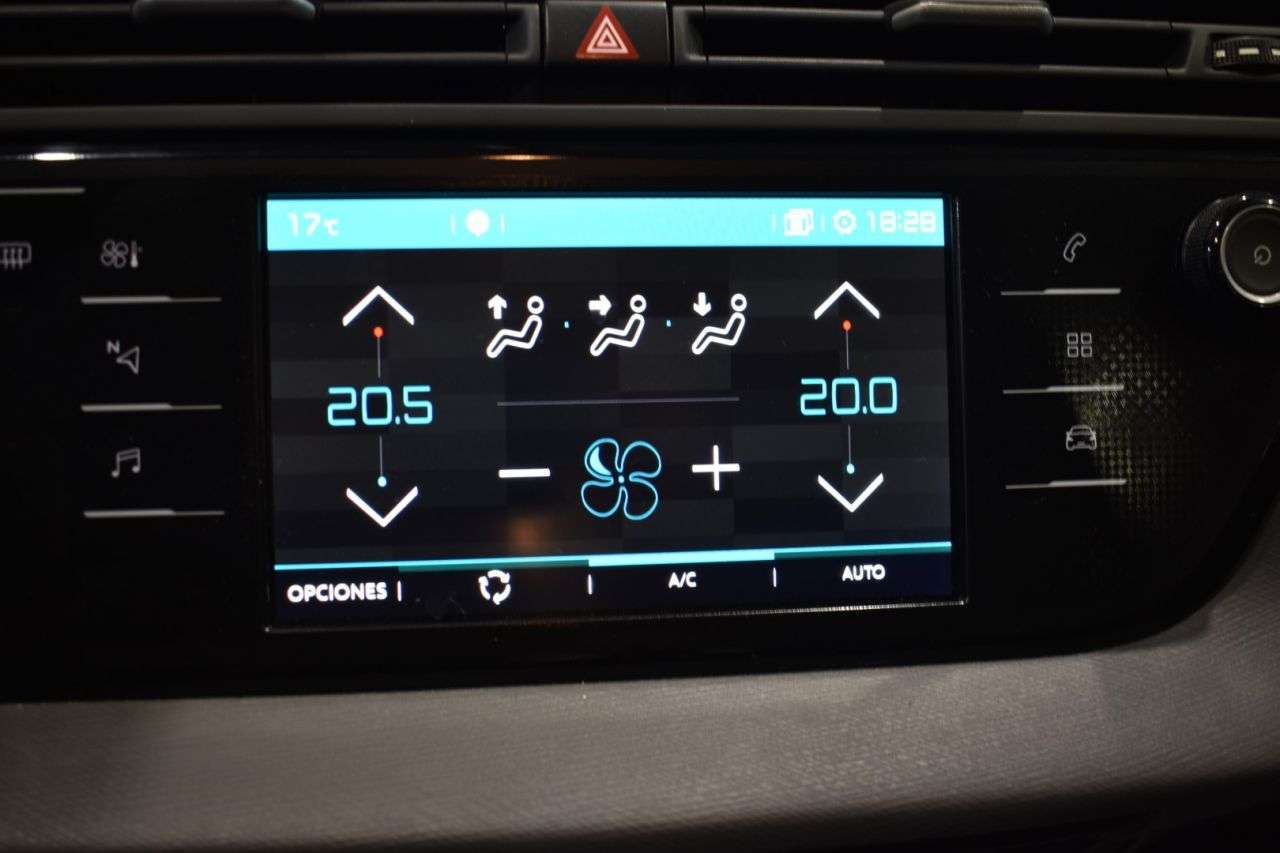 17°C
18:28
N
20.5
20.0
OPCIONES
A/C
AUTO